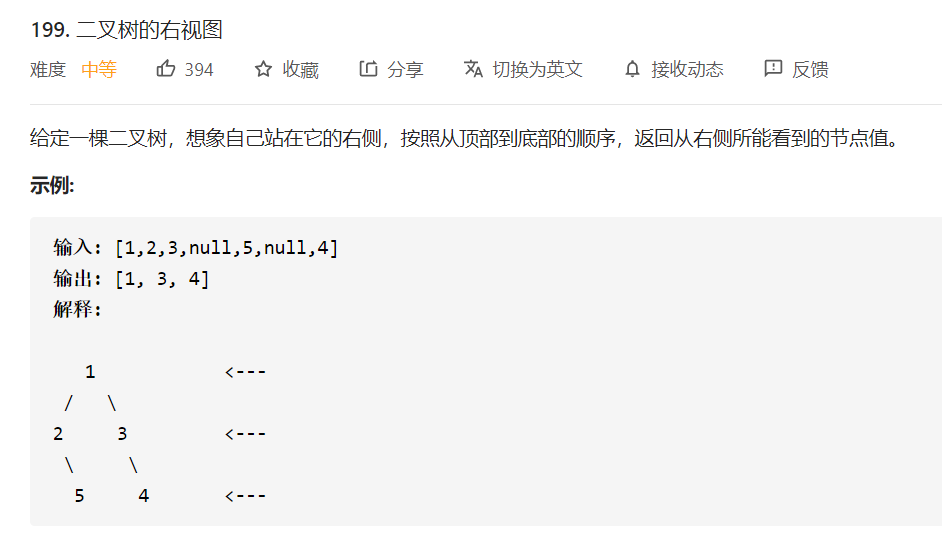 199. 二叉树的右视图
难度 中等 394 收藏 分享 切换为英文 接收动态 反馈
给定一棵二叉树，想象自己站在它的右侧，按照从顶部到底部的顺序，返回从右侧所能看到的节点值。
示例:
输入: [1,2,3,null,5,null,4]
输出: [1, 3, 4]
解释:
   1            <---
 /   \
2     3         <---
 \     \
  5     4       <---